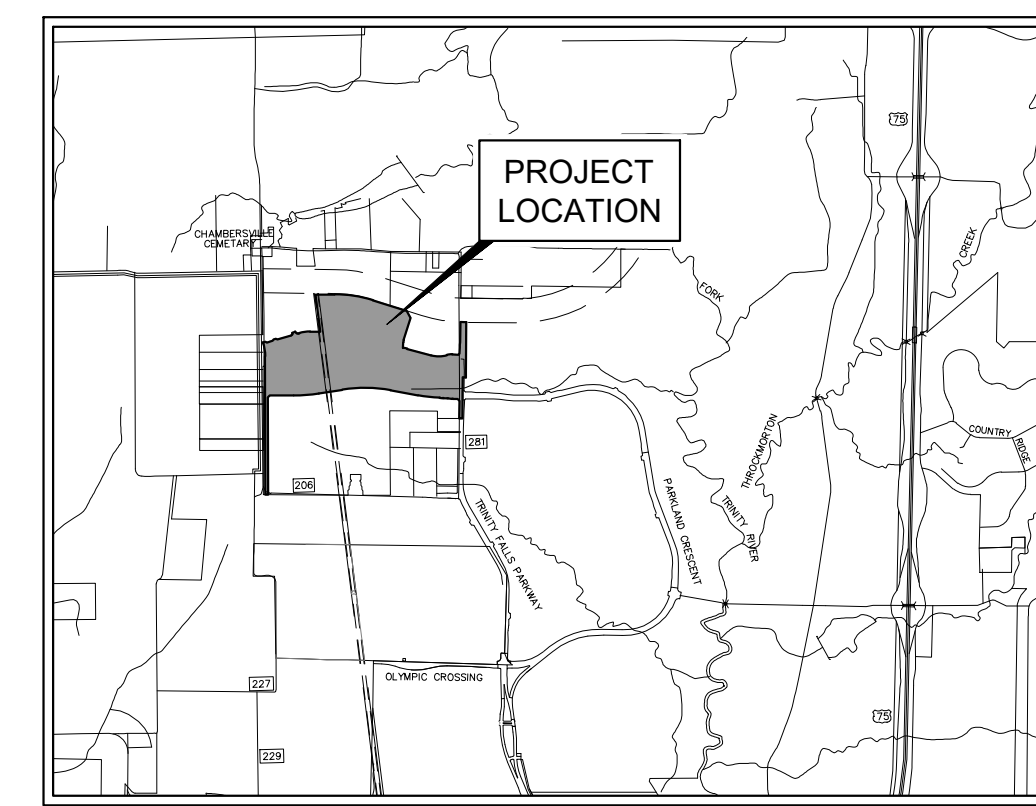 75
PROJECT
LOCATION
CHAMBERSVILLE
CEMETARY
CREEK
FORK
COUNTRY
RIDGE
281
THROCKMORTON
206
PARKLAND CRESCENT
TRINITY FALLS PARKWAY
TRINITY RIVER
OLYMPIC CROSSING
227
75
229